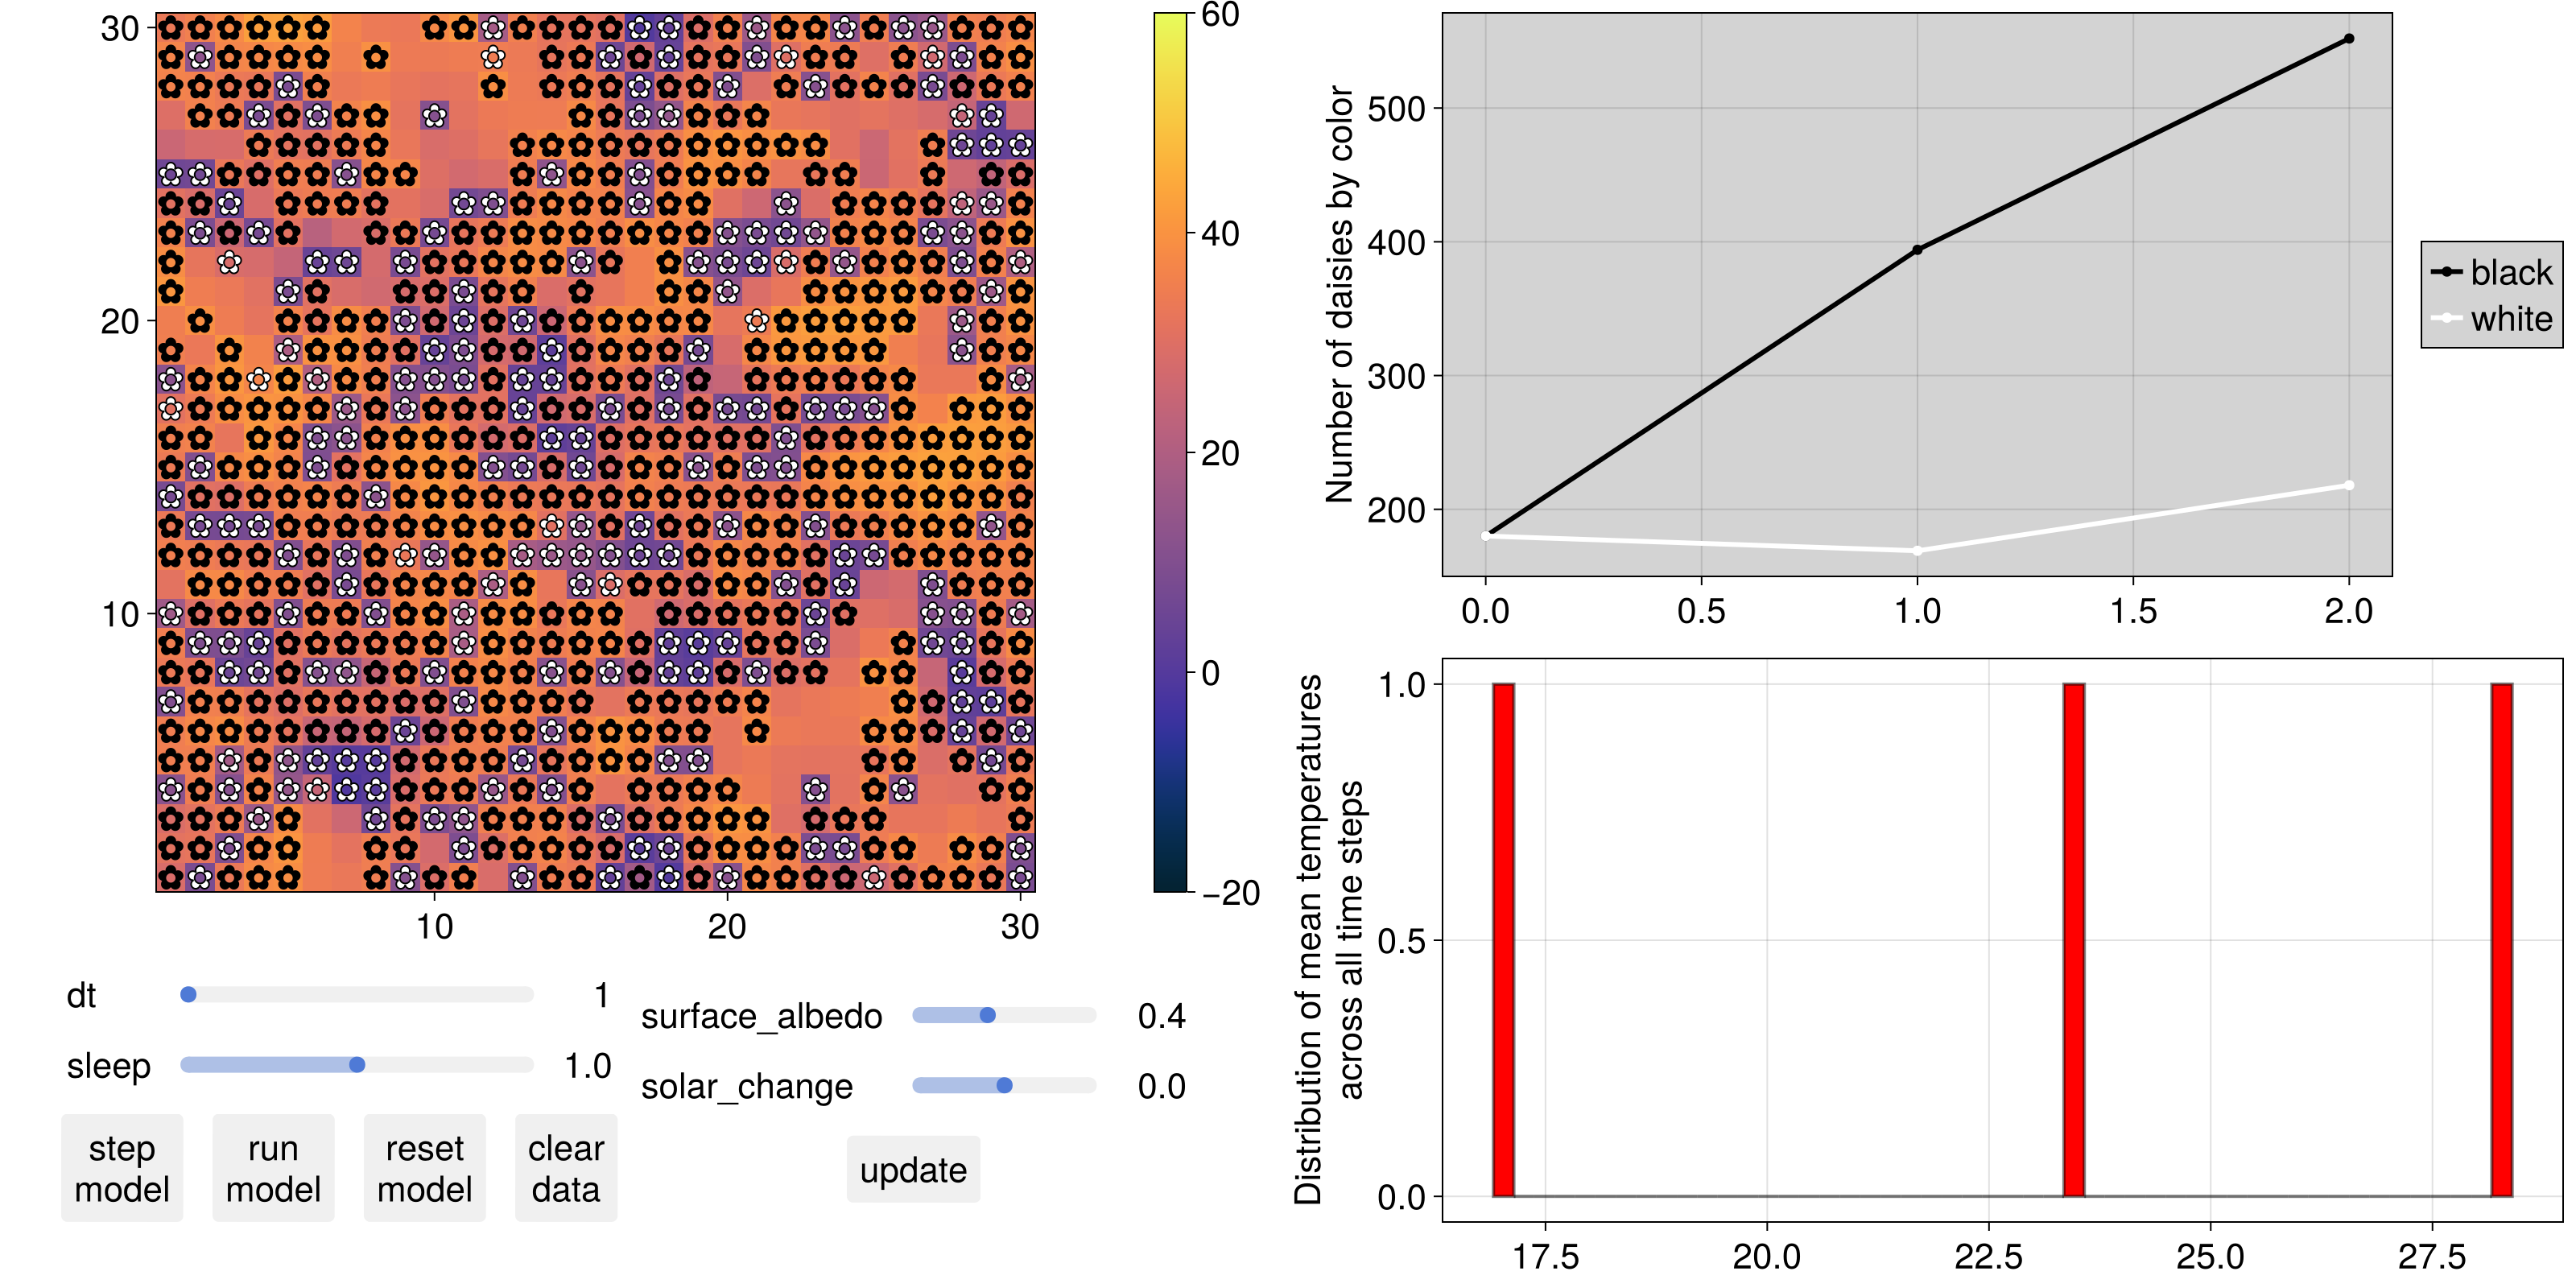 30
20
10
10
20
30
60
40
20
0
−20
Number of daisies by color
500
400
300
200
0.0
0.5
1.0
1.5
2.0
black
white
Distribution of mean temperatures
across all time steps
1.0
0.5
0.0
17.5
20.0
22.5
25.0
27.5
dt
1
sleep
1.0
surface_albedo
0.4
solar_change
0.0
step
model
run
model
reset
model
clear
data
update